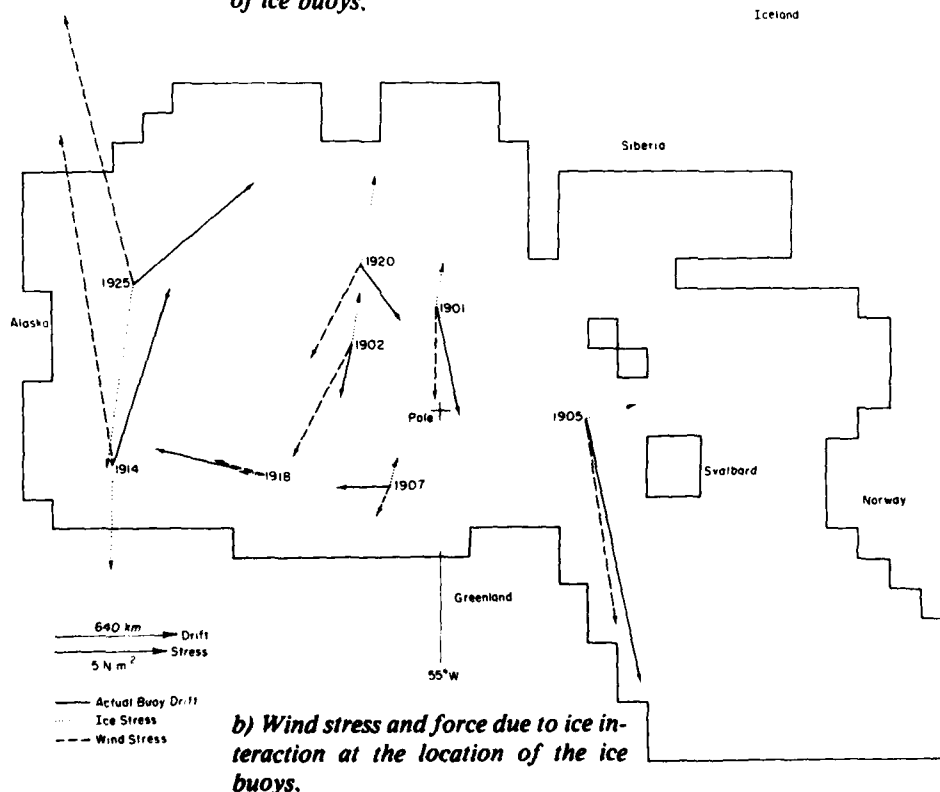 of ice buoys.
Iceland
Siberia
1925
1920
1901
Alaska
1902
Pole
1905
1914
1918
1907
Svalbard
Norway
Greenland
640 km
Drift
Stress
5 N m²
55°W
Actual Buoy Drift
Ice Stress
Wind Stress
b) Wind stress and force due to ice in-
teraction at the location of the ice
buoys.